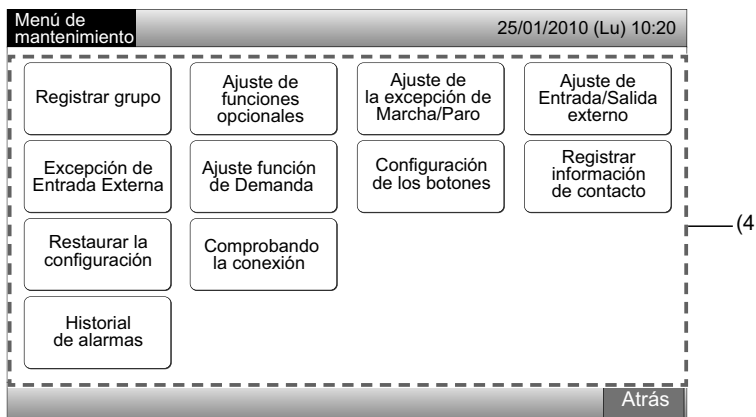 Menú de
mantenimiento
25/01/2010 (Lu) 10:20
Registrar grupo
Ajuste de
funciones
opcionales
Ajuste de
la excepción de
Marcha/Paro
Ajuste de
Entrada/Salida
externo
Excepción de
Entrada Externa
Ajuste función
de Demanda
Configuración
de los botones
Registrar
información
de contacto
Restaurar la
configuración
Comprobando
la conexión
(4
Historial
de alarmas
Atrás